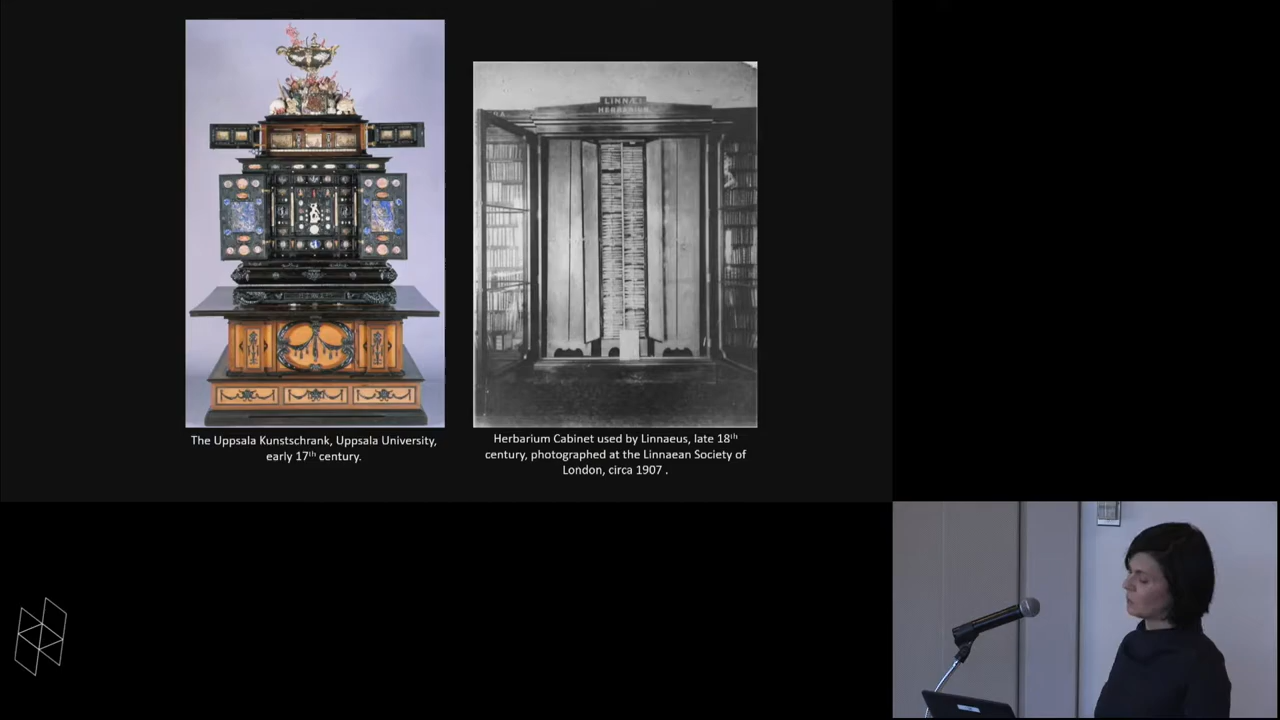 LINNÆI
HERBARIUM
The Uppsala Kunstschrank, Uppsala University,
early 17th century.
Herbarium Cabinet used by Linnaeus, late 18th
century, photographed at the Linnaean Society of
London, circa 1907 .